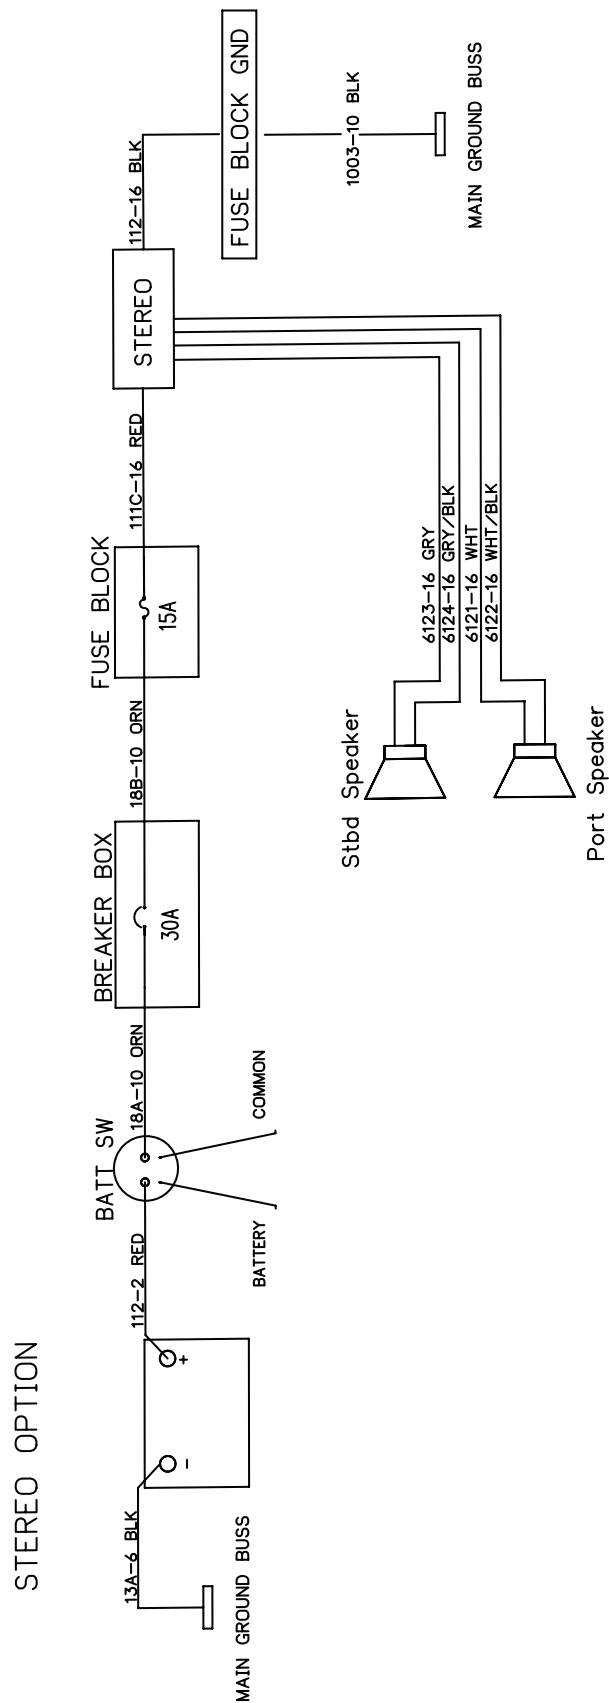 STEREO OPTION
MAIN GROUND BUSS
13A-6 BLK
-
+
112-2 RED
BATT SW
BATTERY
COMMON
18A-10 ORN
BREAKER BOX
30A
18B-10 ORN
FUSE BLOCK
15A
111C-16 RED
STEREO
112-16 BLK
FUSE BLOCK GND
1003-10 BLK
MAIN GROUND BUSS
6123-16 GRY
6124-16 GRY/BLK
6121-16 WHT
6122-16 WHT/BLK
Stbd Speaker
Port Speaker